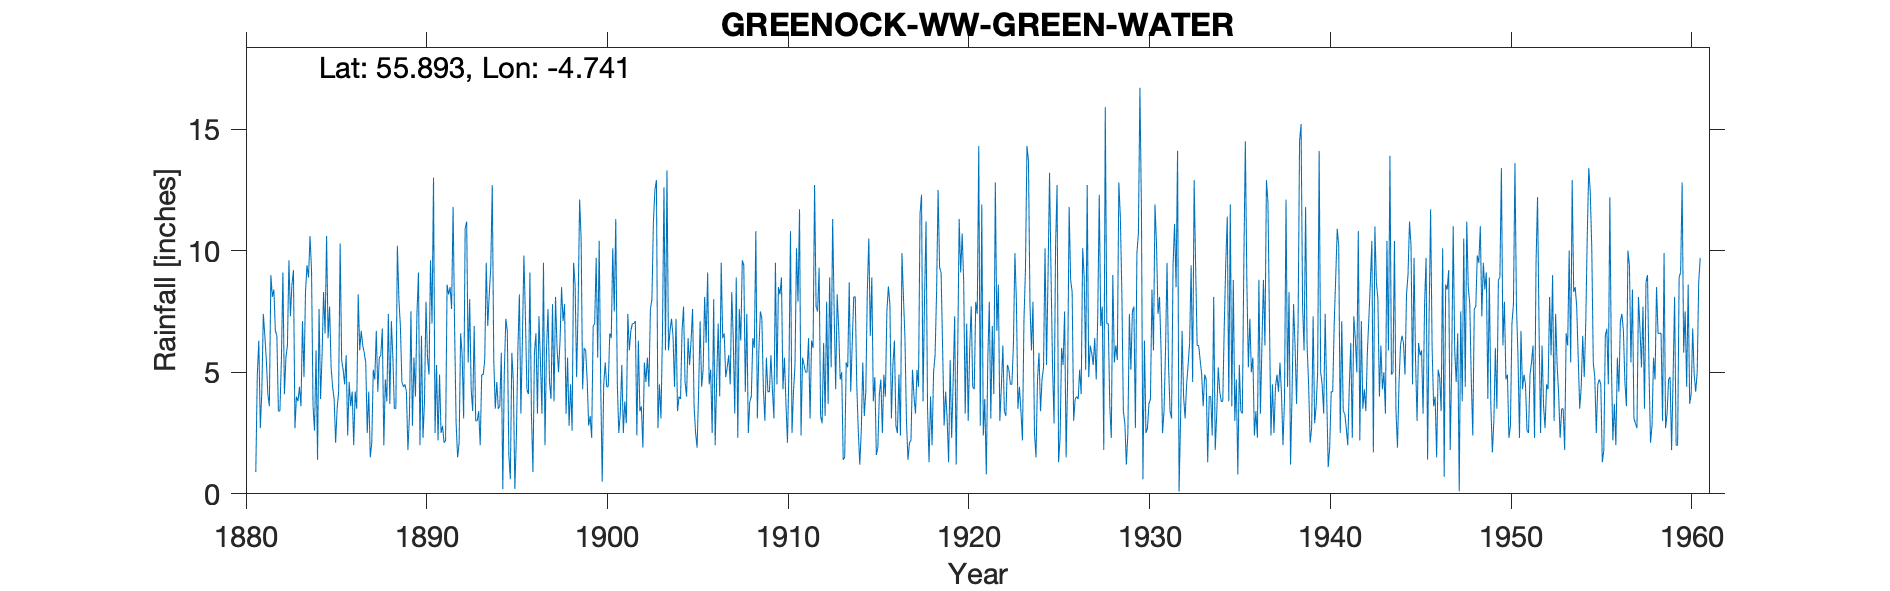 GREENOCK-WW-GREEN-WATER
Lat: 55.893, Lon: -4.741
Rainfall [inches]
15
10
5
0
1880 1890 1900 1910 1920 1930 1940 1950 1960
Year